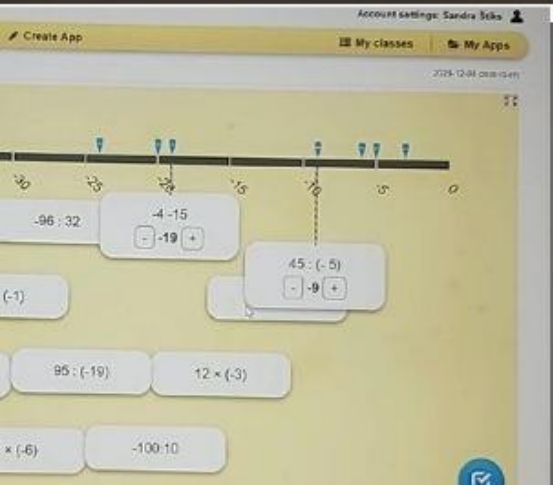 Account settings: Sandra Stiks
Create App
My classes
My Apps
-30
-25
-20
-15
-10
-5
0
-96 : 32
-4 -15
- -19 +
45 : (- 5)
- -9 +
(-1)
95 : (-19)
12 × (-3)
× (-6)
-100:10